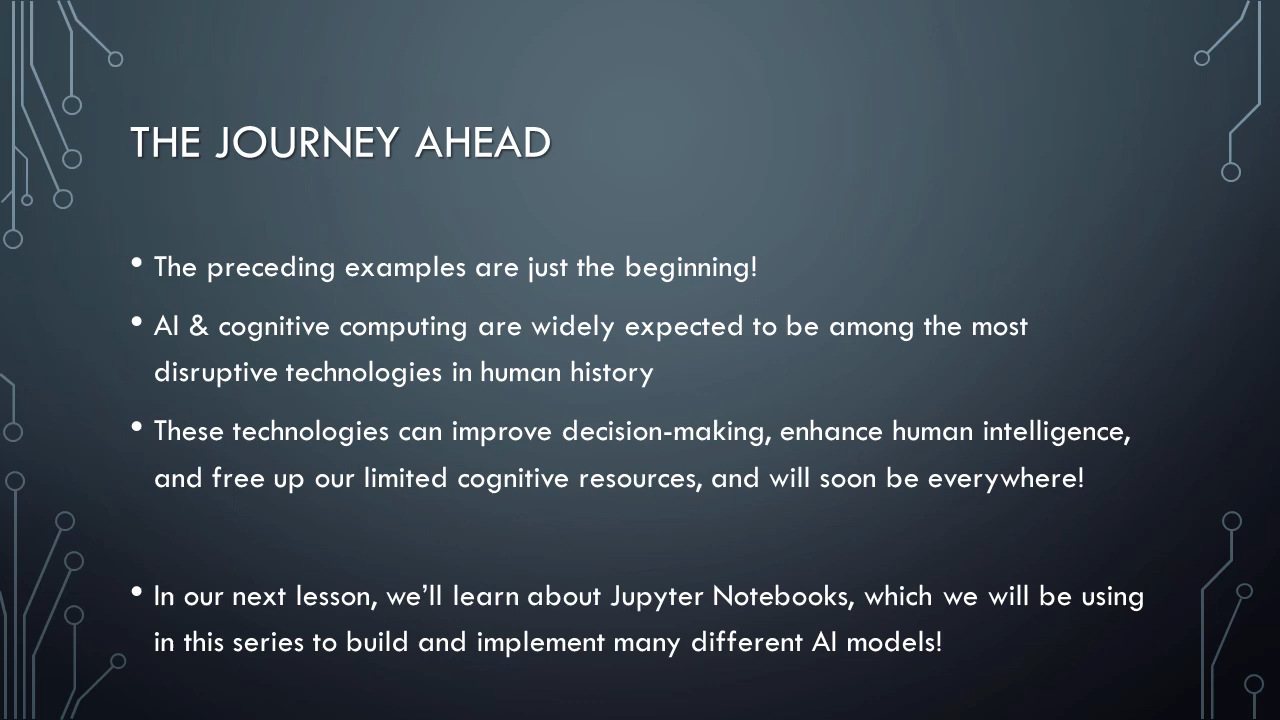 THE JOURNEY AHEAD
• The preceding examples are just the beginning!
• AI & cognitive computing are widely expected to be among the most
disruptive technologies in human history
• These technologies can improve decision-making, enhance human intelligence,
and free up our limited cognitive resources, and will soon be everywhere!
• In our next lesson, we’ll learn about Jupyter Notebooks, which we will be using
in this series to build and implement many different AI models!